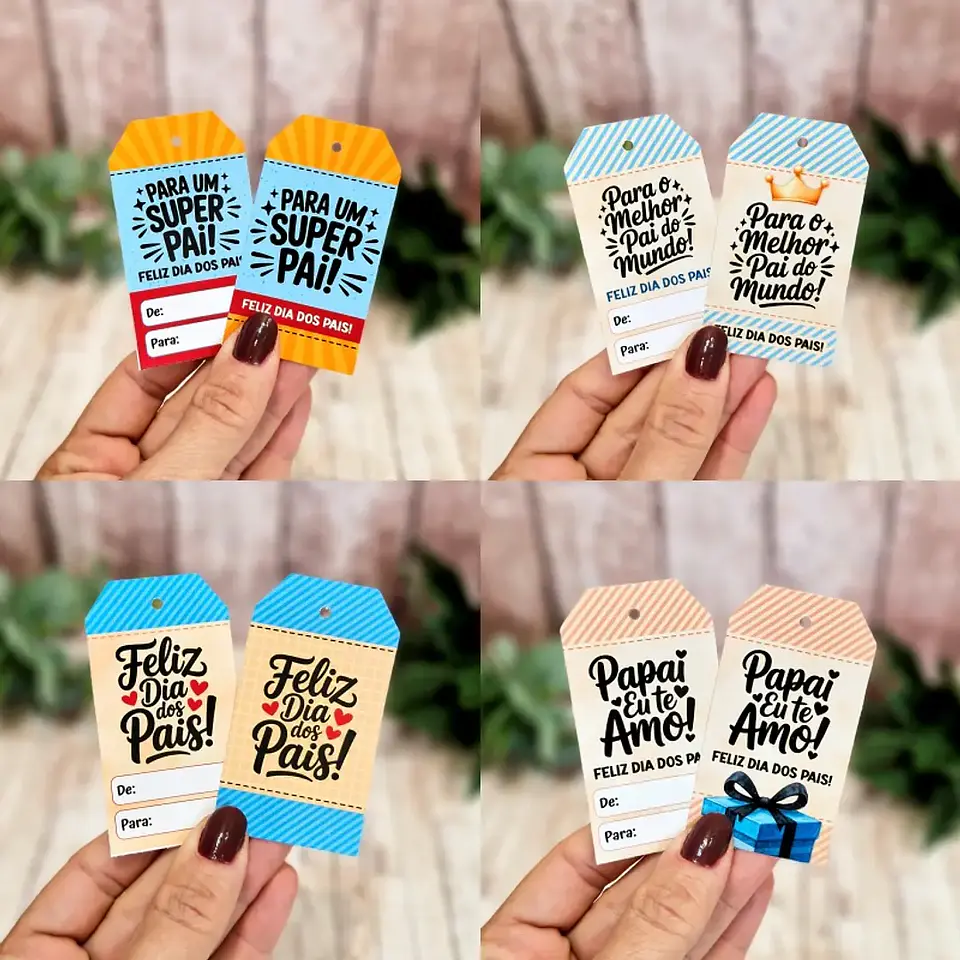 PARA UM
SUPER
PAi!
FELIZ DIA DOS PAI
De:
Para:
PARA UM
SUPER
PAi!
FELIZ DIA DOS PAIS!
Para o
Melhor
Pai do
Mundo!
FELIZ DIA DOS PAIS
De:
Para:
Para o
Melhor
Pai do
Mundo!
FELIZ DIA DOS PAIS!
Feliz
Dia
dos
Pais!
De:
Para:
Feliz
Dia
dos
Pais!
Papai
Eu te
Amo!
FELIZ DIA DOS PA
De:
Para:
Papai
Eu te
Amo!
FELIZ DIA DOS PAIS!